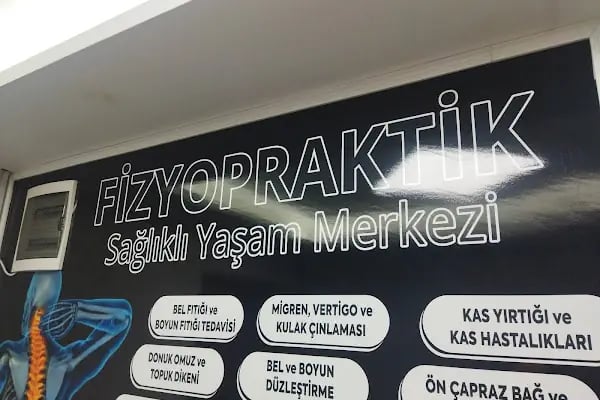 FİZYOPRAKTİK
Sağlıklı Yaşam Merkezi
BEL FITIĞI ve
BOYUN FITIĞI TEDAVİSİ
MİGREN, VERTİGO ve
KULAK ÇINLAMASI
KAS YIRTIĞI ve
KAS HASTALIKLARI
DONUK OMUZ ve
TOPUK DİKENİ
BEL ve BOYUN
DÜZLEŞTİRME
ÖN ÇAPRAZ BAĞ ve